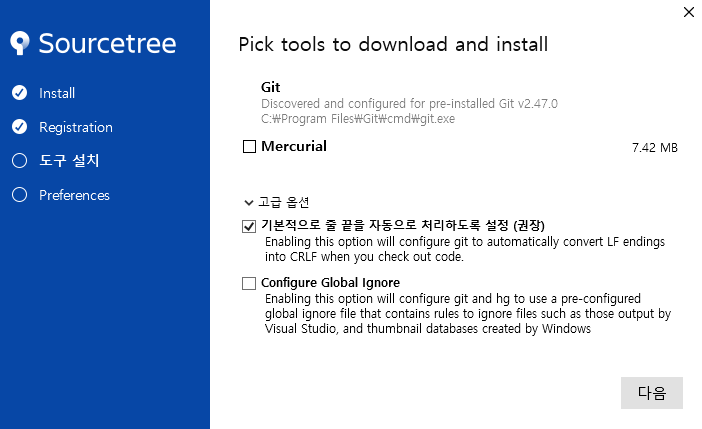 Sourcetree
Install
Registration
도구 설치
Preferences
Pick tools to download and install
Git
Discovered and configured for pre-installed Git v2.47.0
C:₩Program Files₩Git₩cmd₩git.exe
Mercurial 7.42 MB
고급 옵션
기본적으로 줄 끝을 자동으로 처리하도록 설정 (권장)
Enabling this option will configure git to automatically convert LF endings
into CRLF when you check out code.
Configure Global Ignore
Enabling this option will configure git and hg to use a pre-configured
global ignore file that contains rules to ignore files such as those output by
Visual Studio, and thumbnail databases created by Windows
다음